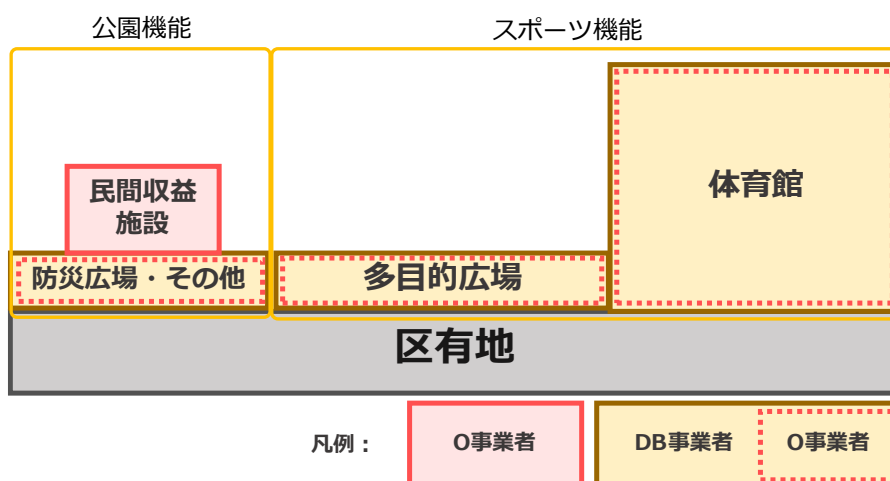 公園機能
スポーツ機能
民間収益
施設
体育館
防災広場・その他
多目的広場
区有地
凡例：
O事業者
DB事業者
O事業者